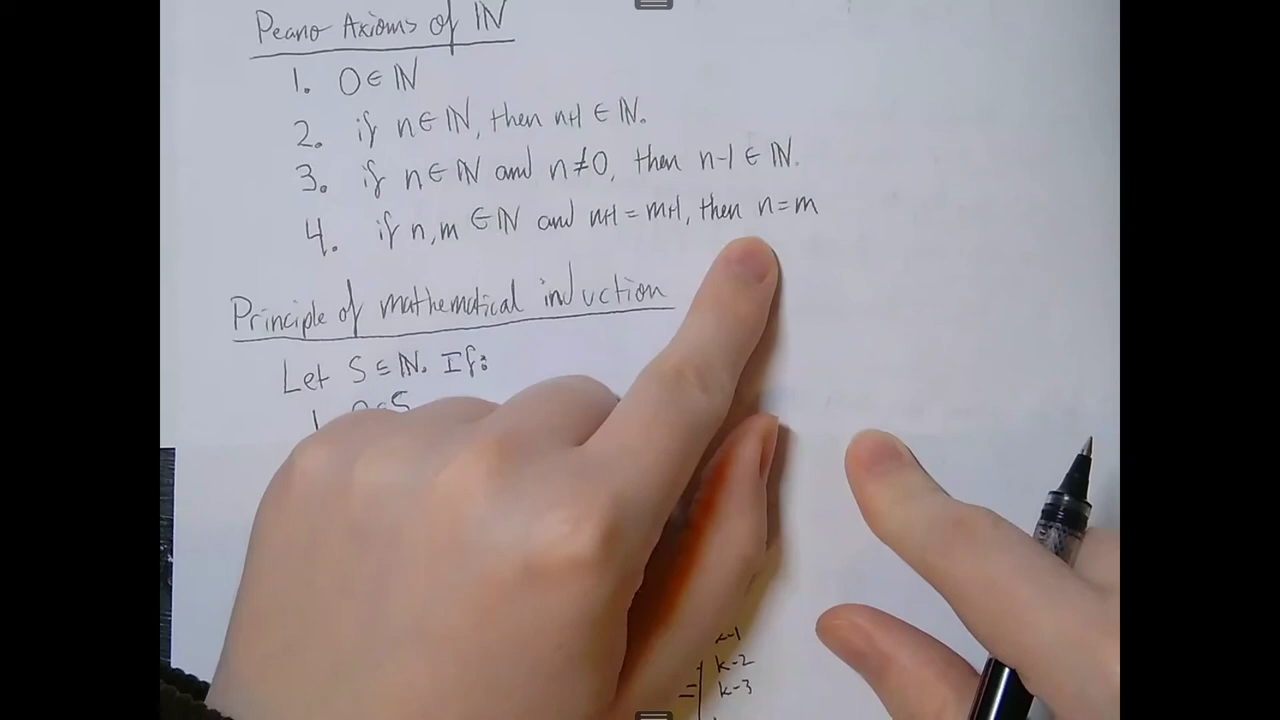 Peano Axioms of ℕ
1. 0 ∈ ℕ
2. if n ∈ ℕ, then n+1 ∈ ℕ.
3. if n ∈ ℕ and n ≠ 0, then n-1 ∈ ℕ.
4. if n, m ∈ ℕ and n+1 = m+1, then n = m
Principle of mathematical induction
Let S ⊆ ℕ. If:
k-2
= k-3